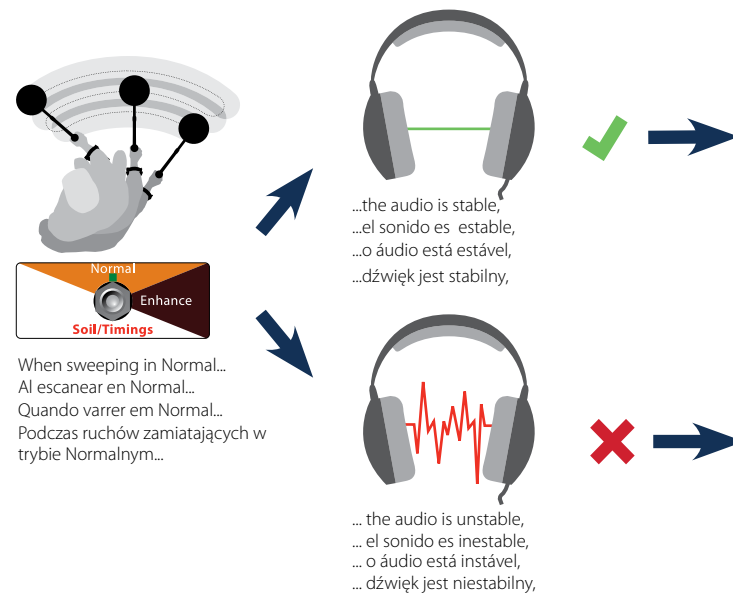 Normal
Enhance
Soil/Timings
When sweeping in Normal...
Al escanear en Normal...
Quando varrer em Normal...
Podczas ruchów zamiatających w
trybie Normalnym...
...the audio is stable,
...el sonido es  estable,
...o áudio está estável,
...dźwięk jest stabilny,
... the audio is unstable,
... el sonido es inestable,
... o áudio está instável,
... dźwięk jest niestabilny,